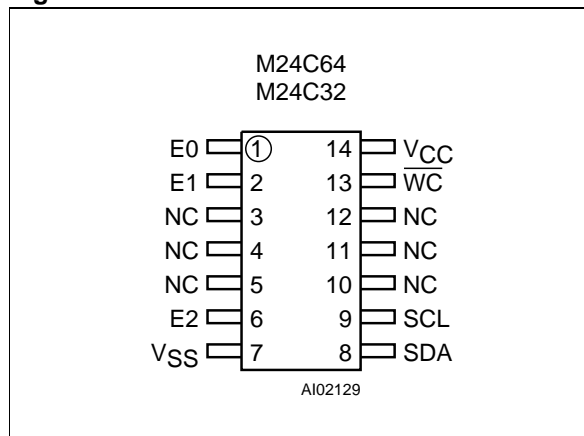 M24C64
M24C32
E0 1 14 VCC
E1 2 13 W̅C̅
NC 3 12 NC
NC 4 11 NC
NC 5 10 NC
E2 6 9 SCL
VSS 7 8 SDA
AI02129